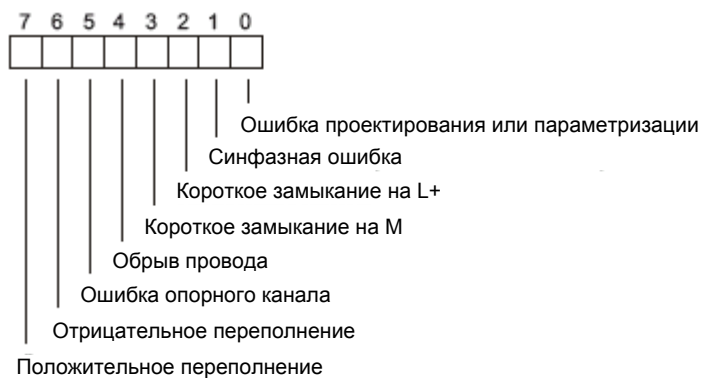 7 6 5 4 3 2 1 0
Ошибка проектирования или параметризации
Синфазная ошибка
Короткое замыкание на L+
Короткое замыкание на M
Обрыв провода
Ошибка опорного канала
Отрицательное переполнение
Положительное переполнение